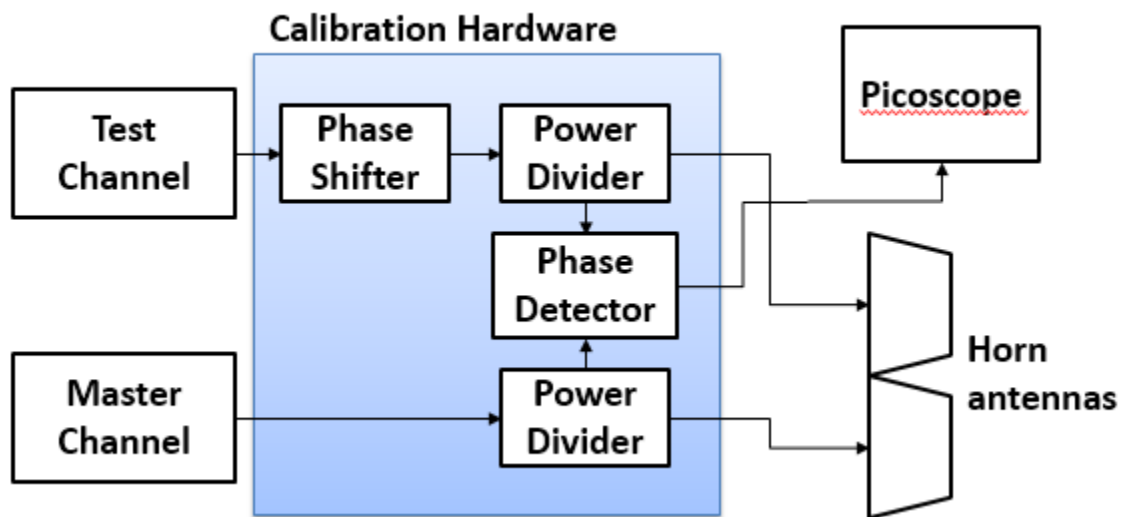 Calibration Hardware
Test
Channel
Phase
Shifter
Power
Divider
Picoscope
Phase
Detector
Master
Channel
Power
Divider
Horn
antennas